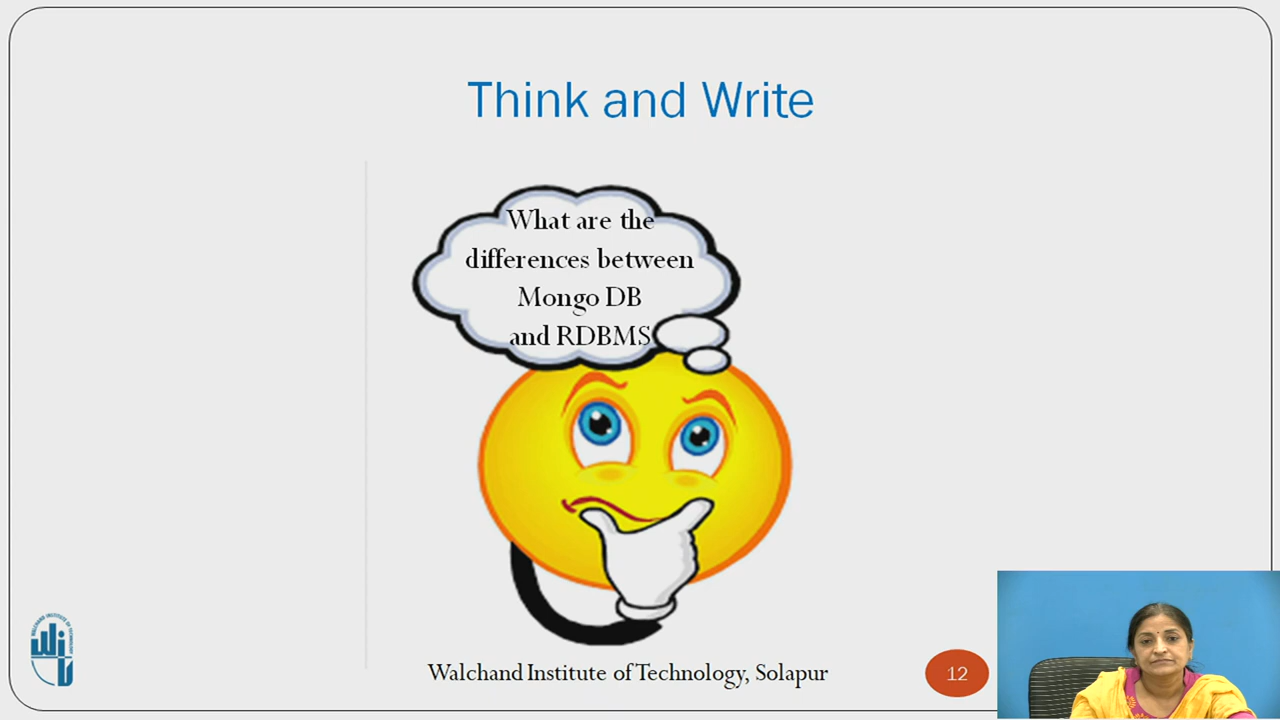 Think and Write
What are the
differences between
Mongo DB
and RDBMS
Walchand Institute of Technology, Solapur
12